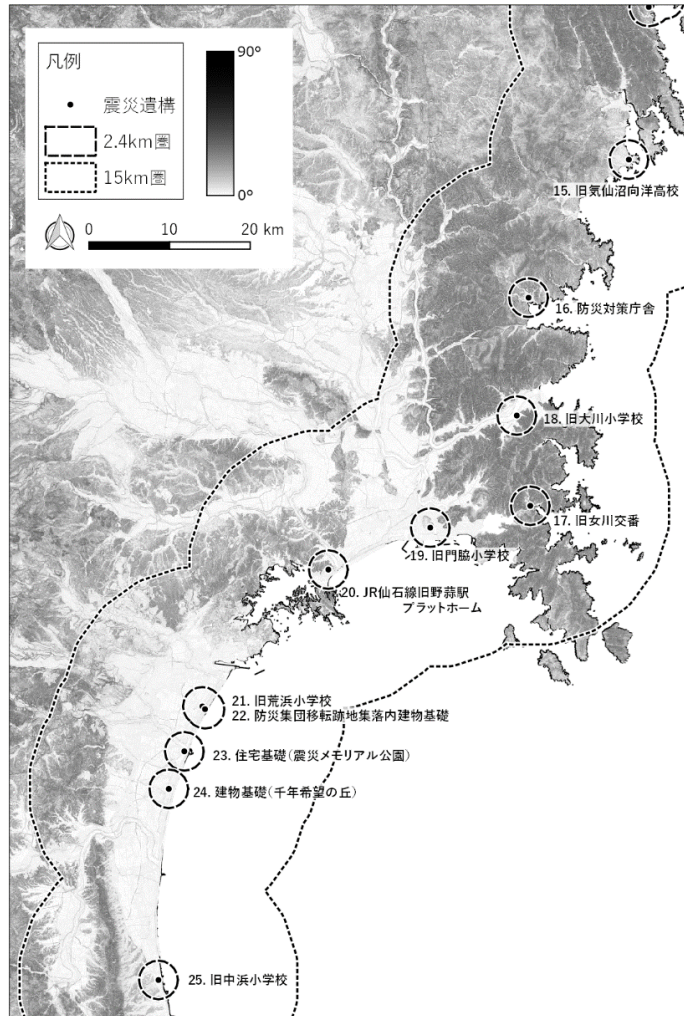 凡例
震災遺構
2.4km圏
15km圏
90°
0°
0 10 20 km
15. 旧気仙沼向洋高校
16. 防災対策庁舎
18. 旧大川小学校
17. 旧女川交番
19. 旧門脇小学校
20. JR仙石線旧野蒜駅
プラットホーム
21. 旧荒浜小学校
22. 防災集団移転跡地集落内建物基礎
23. 住宅基礎(震災メモリアル公園)
24. 建物基礎(千年希望の丘)
25. 旧中浜小学校